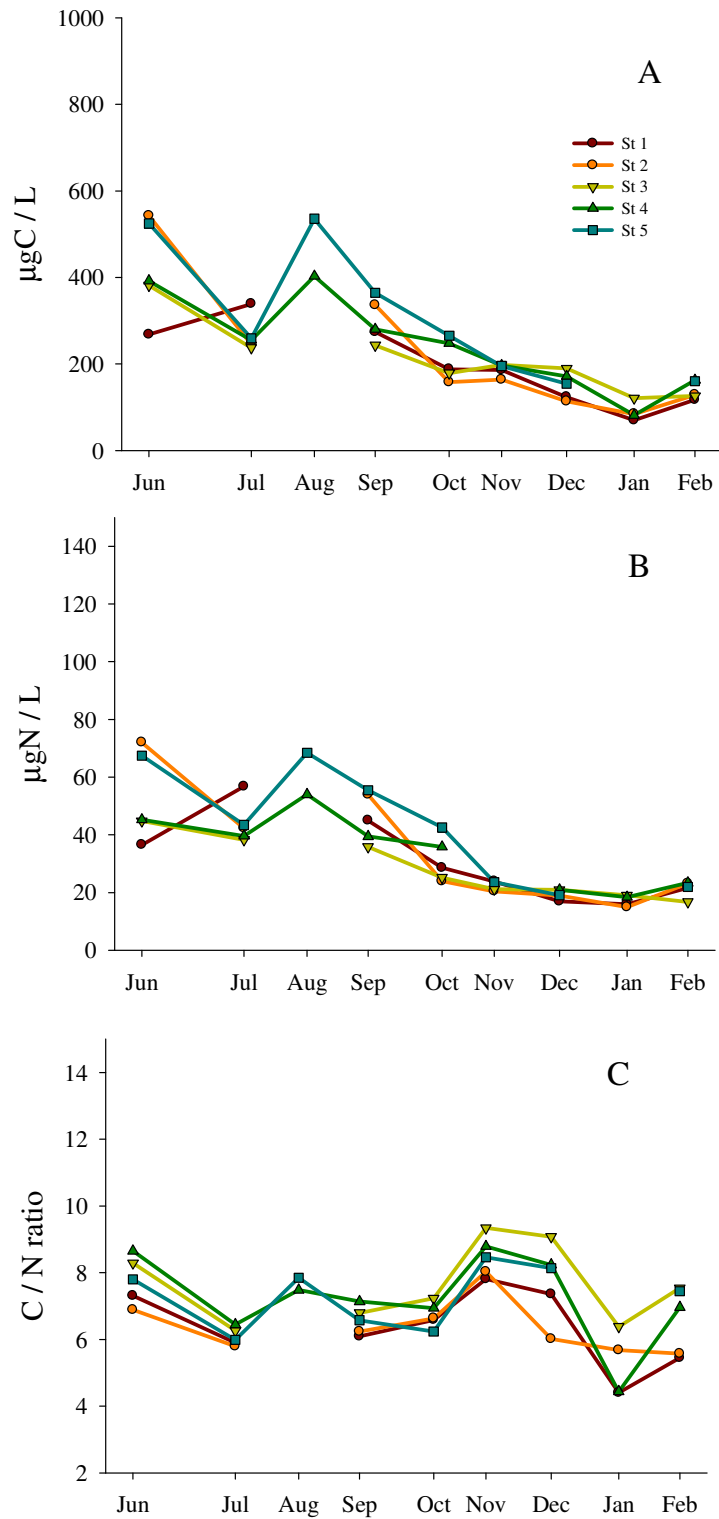 A
1000
800
600
400
200
0
µgC / L
St 1
St 2
St 3
St 4
St 5
Jun Jul Aug Sep Oct Nov Dec Jan Feb
B
140
120
100
80
60
40
20
0
µgN / L
Jun Jul Aug Sep Oct Nov Dec Jan Feb
C
14
12
10
8
6
4
2
C / N ratio
Jun Jul Aug Sep Oct Nov Dec Jan Feb